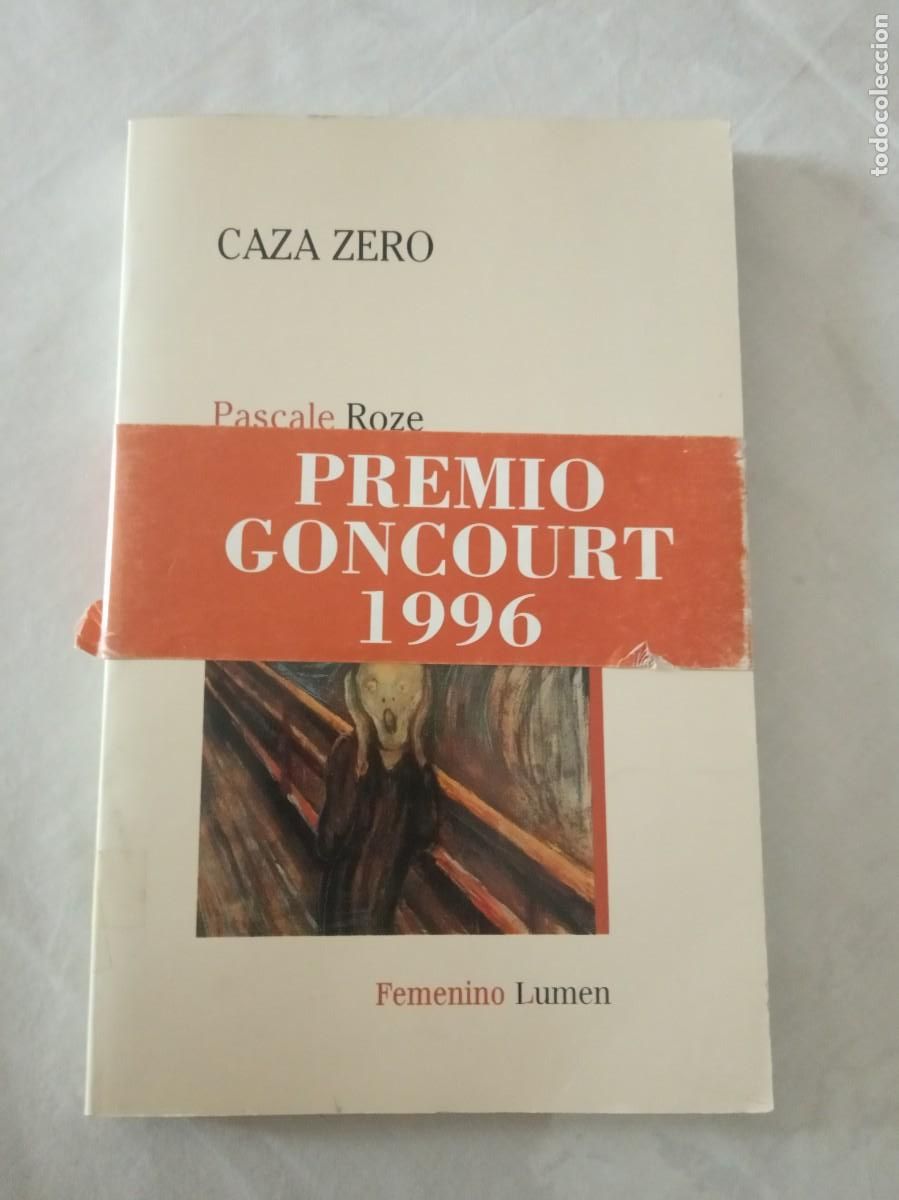 todocoleccion
CAZA ZERO
Pascale Roze
PREMIO
GONCOURT
1996
Femenino Lumen